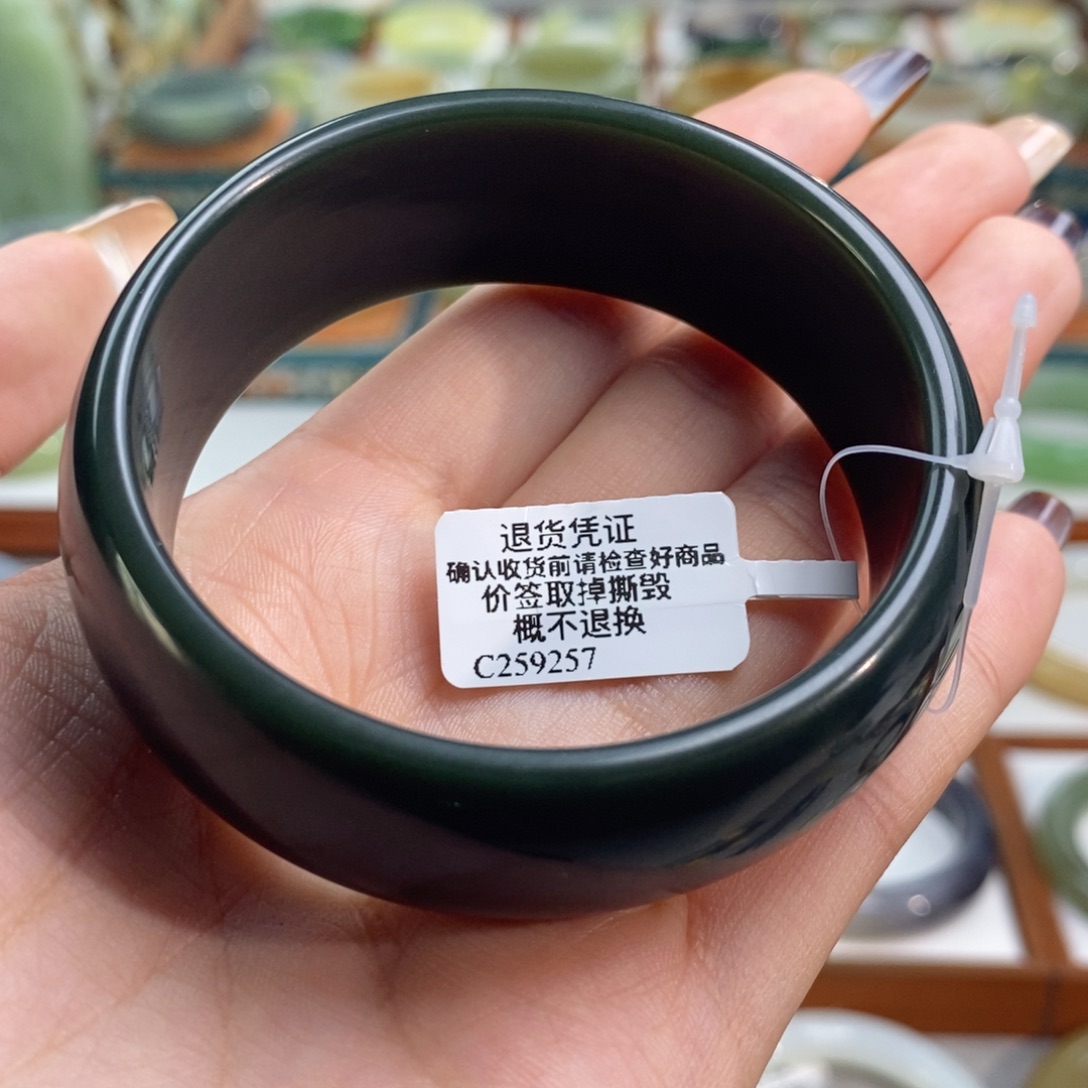 退货凭证
确认收货前请检查好商品
价签取掉撕毁
概不退换
C259257